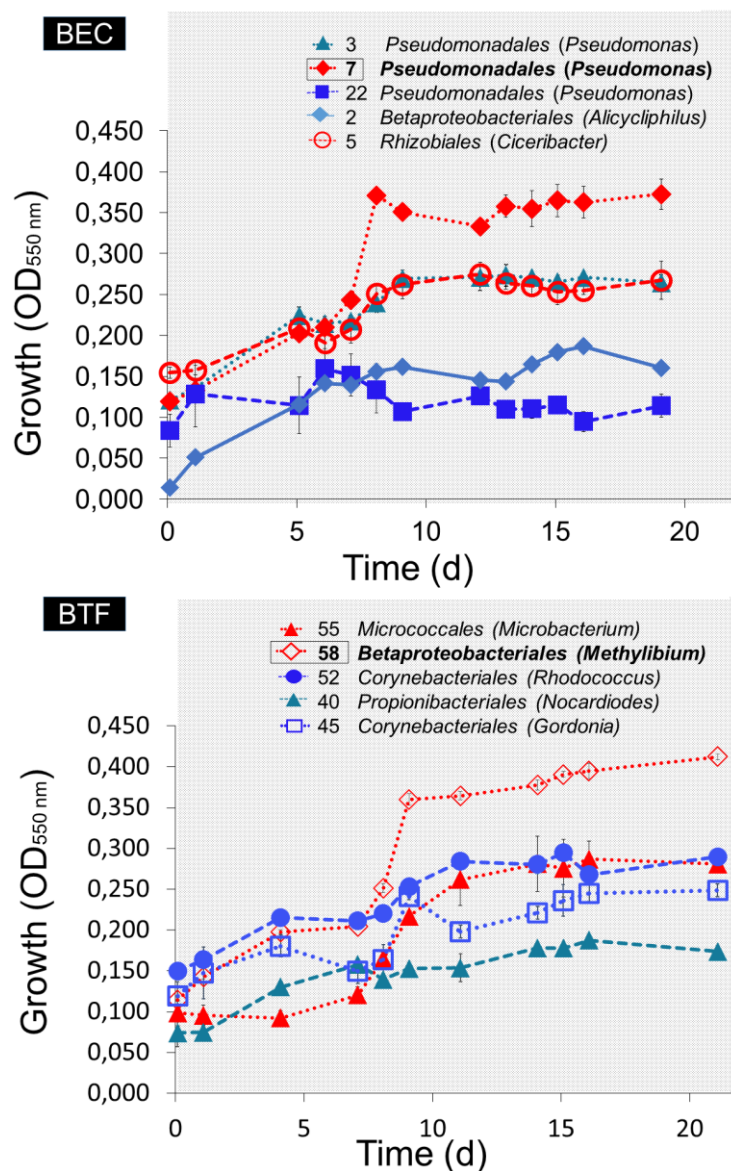 BEC
3 Pseudomonadales (Pseudomonas)
7 Pseudomonadales (Pseudomonas)
22 Pseudomonadales (Pseudomonas)
2 Betaproteobacteriales (Alicycliphilus)
5 Rhizobiales (Ciceribacter)
Growth (OD550 nm)
0,450
0,400
0,350
0,300
0,250
0,200
0,150
0,100
0,050
0,000
0 5 10 15 20
Time (d)
BTF
55 Micrococcales (Microbacterium)
58 Betaproteobacteriales (Methylibium)
52 Corynebacteriales (Rhodococcus)
40 Propionibacteriales (Nocardiodes)
45 Corynebacteriales (Gordonia)
Growth (OD550 nm)
0,450
0,400
0,350
0,300
0,250
0,200
0,150
0,100
0,050
0,000
0 5 10 15 20
Time (d)